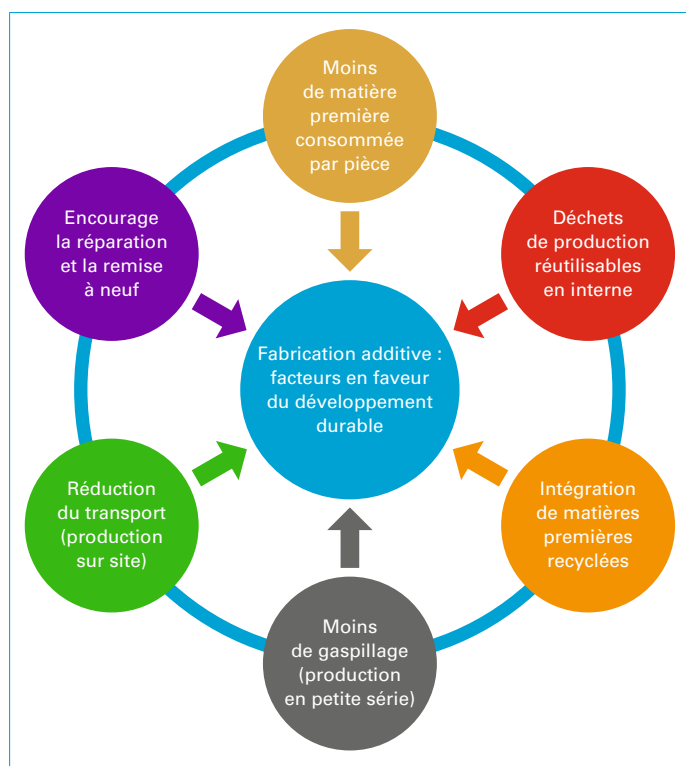 Moins
de matière
première
consommée
par pièce
Déchets
de production
réutilisables
en interne
Intégration
de matières
premières
recyclées
Moins
de gaspillage
(production
en petite série)
Réduction
du transport
(production
sur site)
Encourage
la réparation
et la remise
à neuf
Fabrication additive :
facteurs en faveur
du développement
durable